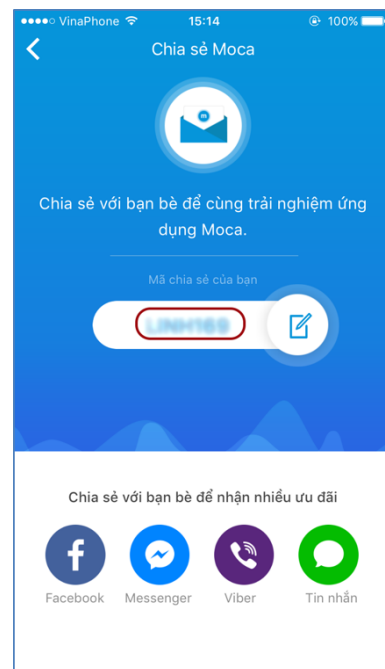 VinaPhone 15:14 100%
Chia sẻ Moca
m
Chia sẻ với bạn bè để cùng trải nghiệm ứng
dụng Moca.
Mã chia sẻ của bạn
Chia sẻ với bạn bè để nhận nhiều ưu đãi
Facebook Messenger Viber Tin nhắn